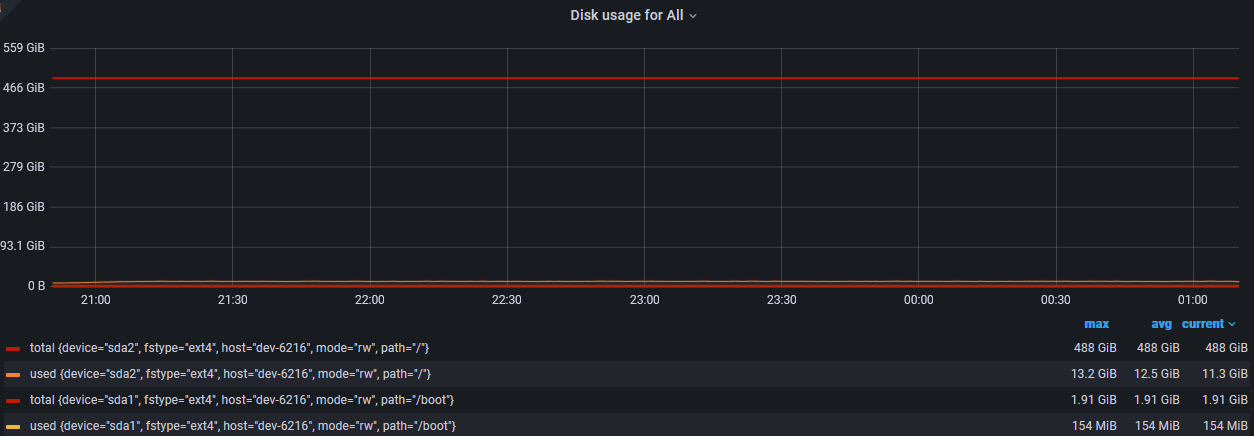 Disk usage for All
559 GiB
466 GiB
373 GiB
279 GiB
186 GiB
93.1 GiB
0 B
21:00 21:30 22:00 22:30 23:00 23:30 00:00 00:30 01:00
max avg current
total {device="sda2", fstype="ext4", host="dev-6216", mode="rw", path="/"} 488 GiB 488 GiB 488 GiB
used {device="sda2", fstype="ext4", host="dev-6216", mode="rw", path="/"} 13.2 GiB 12.5 GiB 11.3 GiB
total {device="sda1", fstype="ext4", host="dev-6216", mode="rw", path="/boot"} 1.91 GiB 1.91 GiB 1.91 GiB
used {device="sda1", fstype="ext4", host="dev-6216", mode="rw", path="/boot"} 154 MiB 154 MiB 154 MiB